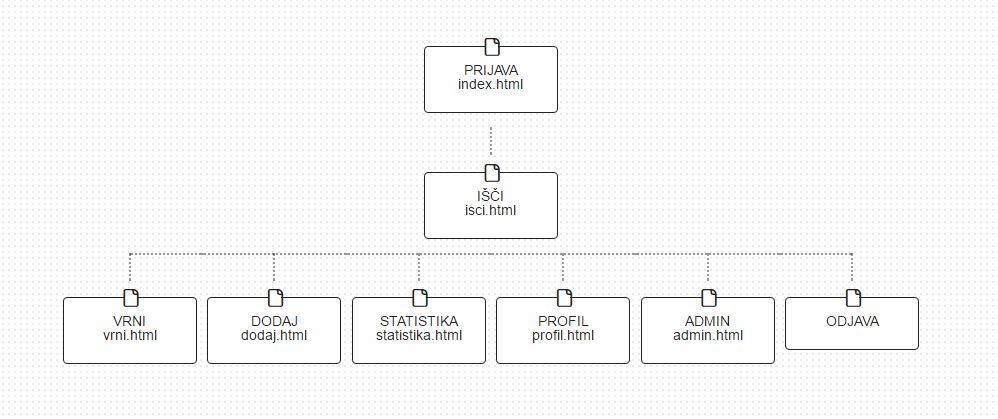 PRIJAVA
index.html
IŠČI
isci.html
VRNI
vrni.html
DODAJ
dodaj.html
STATISTIKA
statistika.html
PROFIL
profil.html
ADMIN
admin.html
ODJAVA